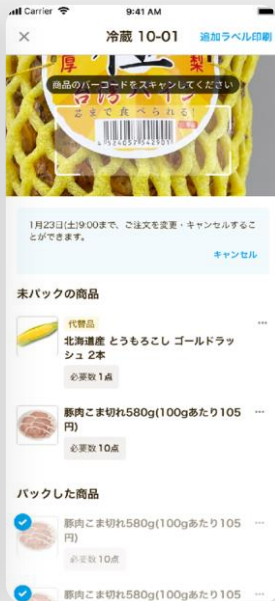 Carrier
9:41 AM
冷蔵 10-01
追加ラベル印刷
厚
極
梨
商品のバーコードをスキャンしてください
台湾パイン
るまで食べられる!
4 524057 542901
1月23日(土)9:00まで、ご注文を変更・キャンセルするこ
とができます。
キャンセル
未パックの商品
代替品
北海道産 とうもろこし ゴールドラッ
シュ 2本
必要数 1点
豚肉こま切れ580g(100gあたり105
円)
必要数 10点
パックした商品
豚肉こま切れ580g(100gあたり105
円)
必要数 10点
豚肉こま切れ580g(100gあたり105